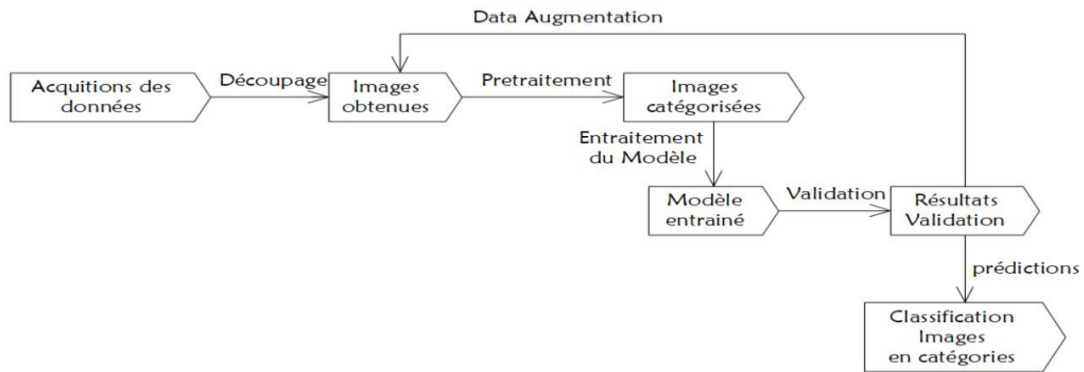 Data Augmentation
Acquitions des
données
Découpage
Images
obtenues
Pretraitement
Images
catégorisées
Entraitement
du Modèle
Modèle
entrainé
Validation
Résultats
Validation
prédictions
Classification
Images
en catégories